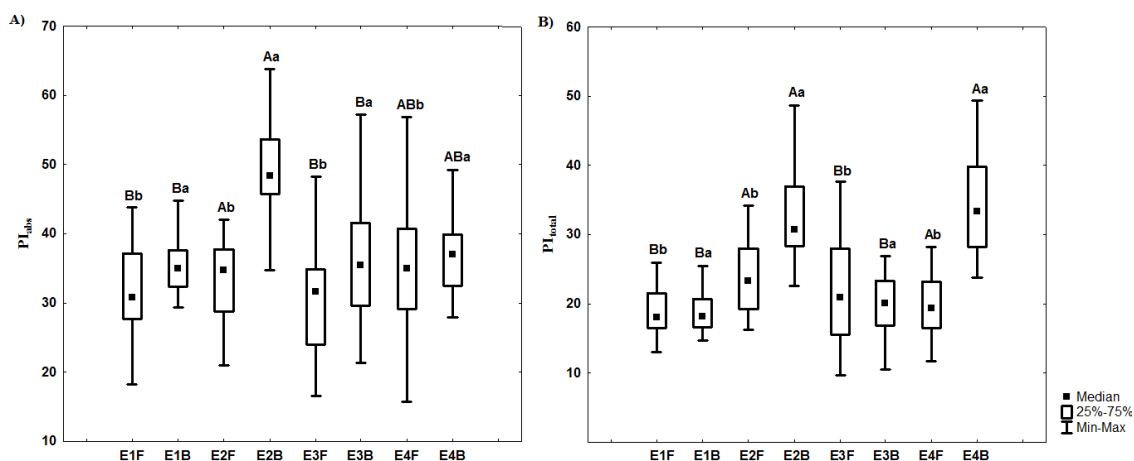 A)
70
60
50
40
30
20
10
PIabs
Bb
Ba
Ab
Aa
Bb
Ba
ABb
ABa
E1F E1B E2F E2B E3F E3B E4F E4B
B)
60
50
40
30
20
10
PItotal
Bb
Ba
Ab
Aa
Bb
Ba
Ab
Aa
E1F E1B E2F E2B E3F E3B E4F E4B
Median
25%-75%
Min-Max